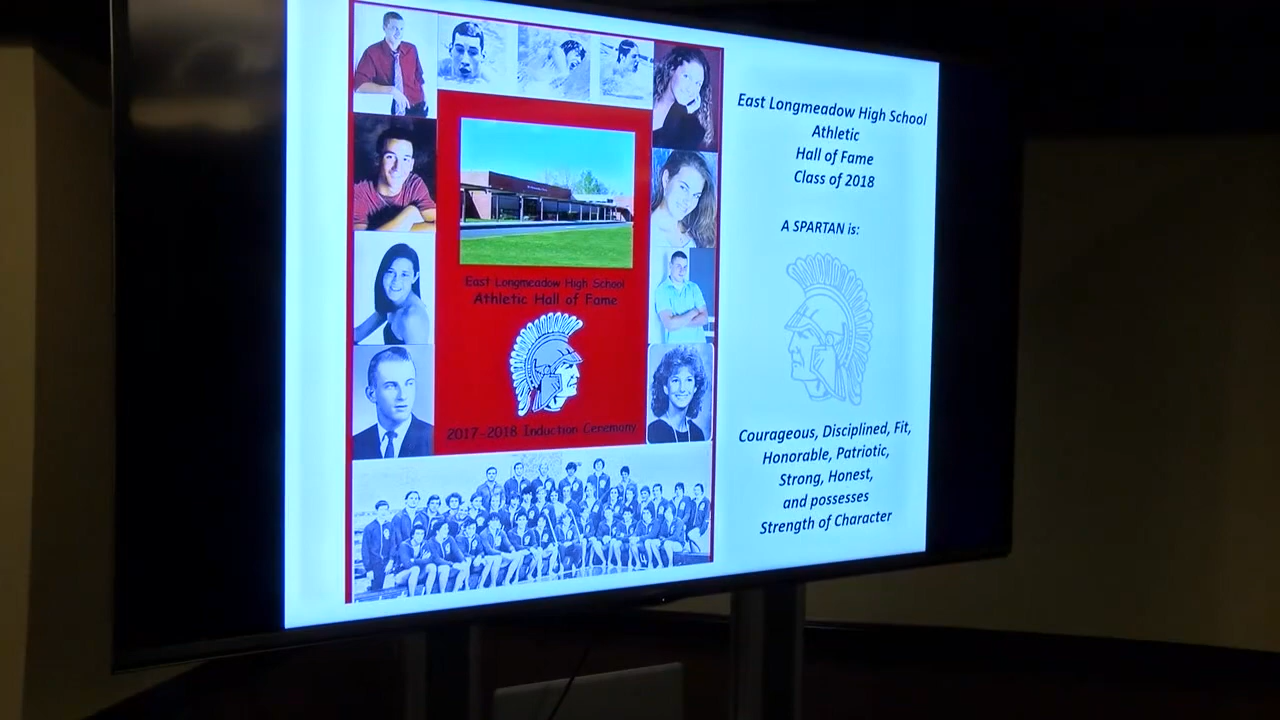 East Longmeadow High School
Athletic Hall of Fame
2017-2018 Induction Ceremony
East Longmeadow High School
Athletic
Hall of Fame
Class of 2018
A SPARTAN is:
Courageous, Disciplined, Fit,
Honorable, Patriotic,
Strong, Honest,
and possesses
Strength of Character